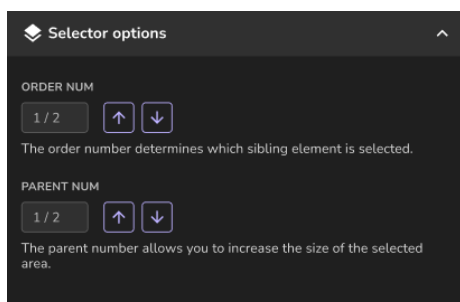 Selector options
ORDER NUM
1 / 2
The order number determines which sibling element is selected.
PARENT NUM
1 / 2
The parent number allows you to increase the size of the selected
area.